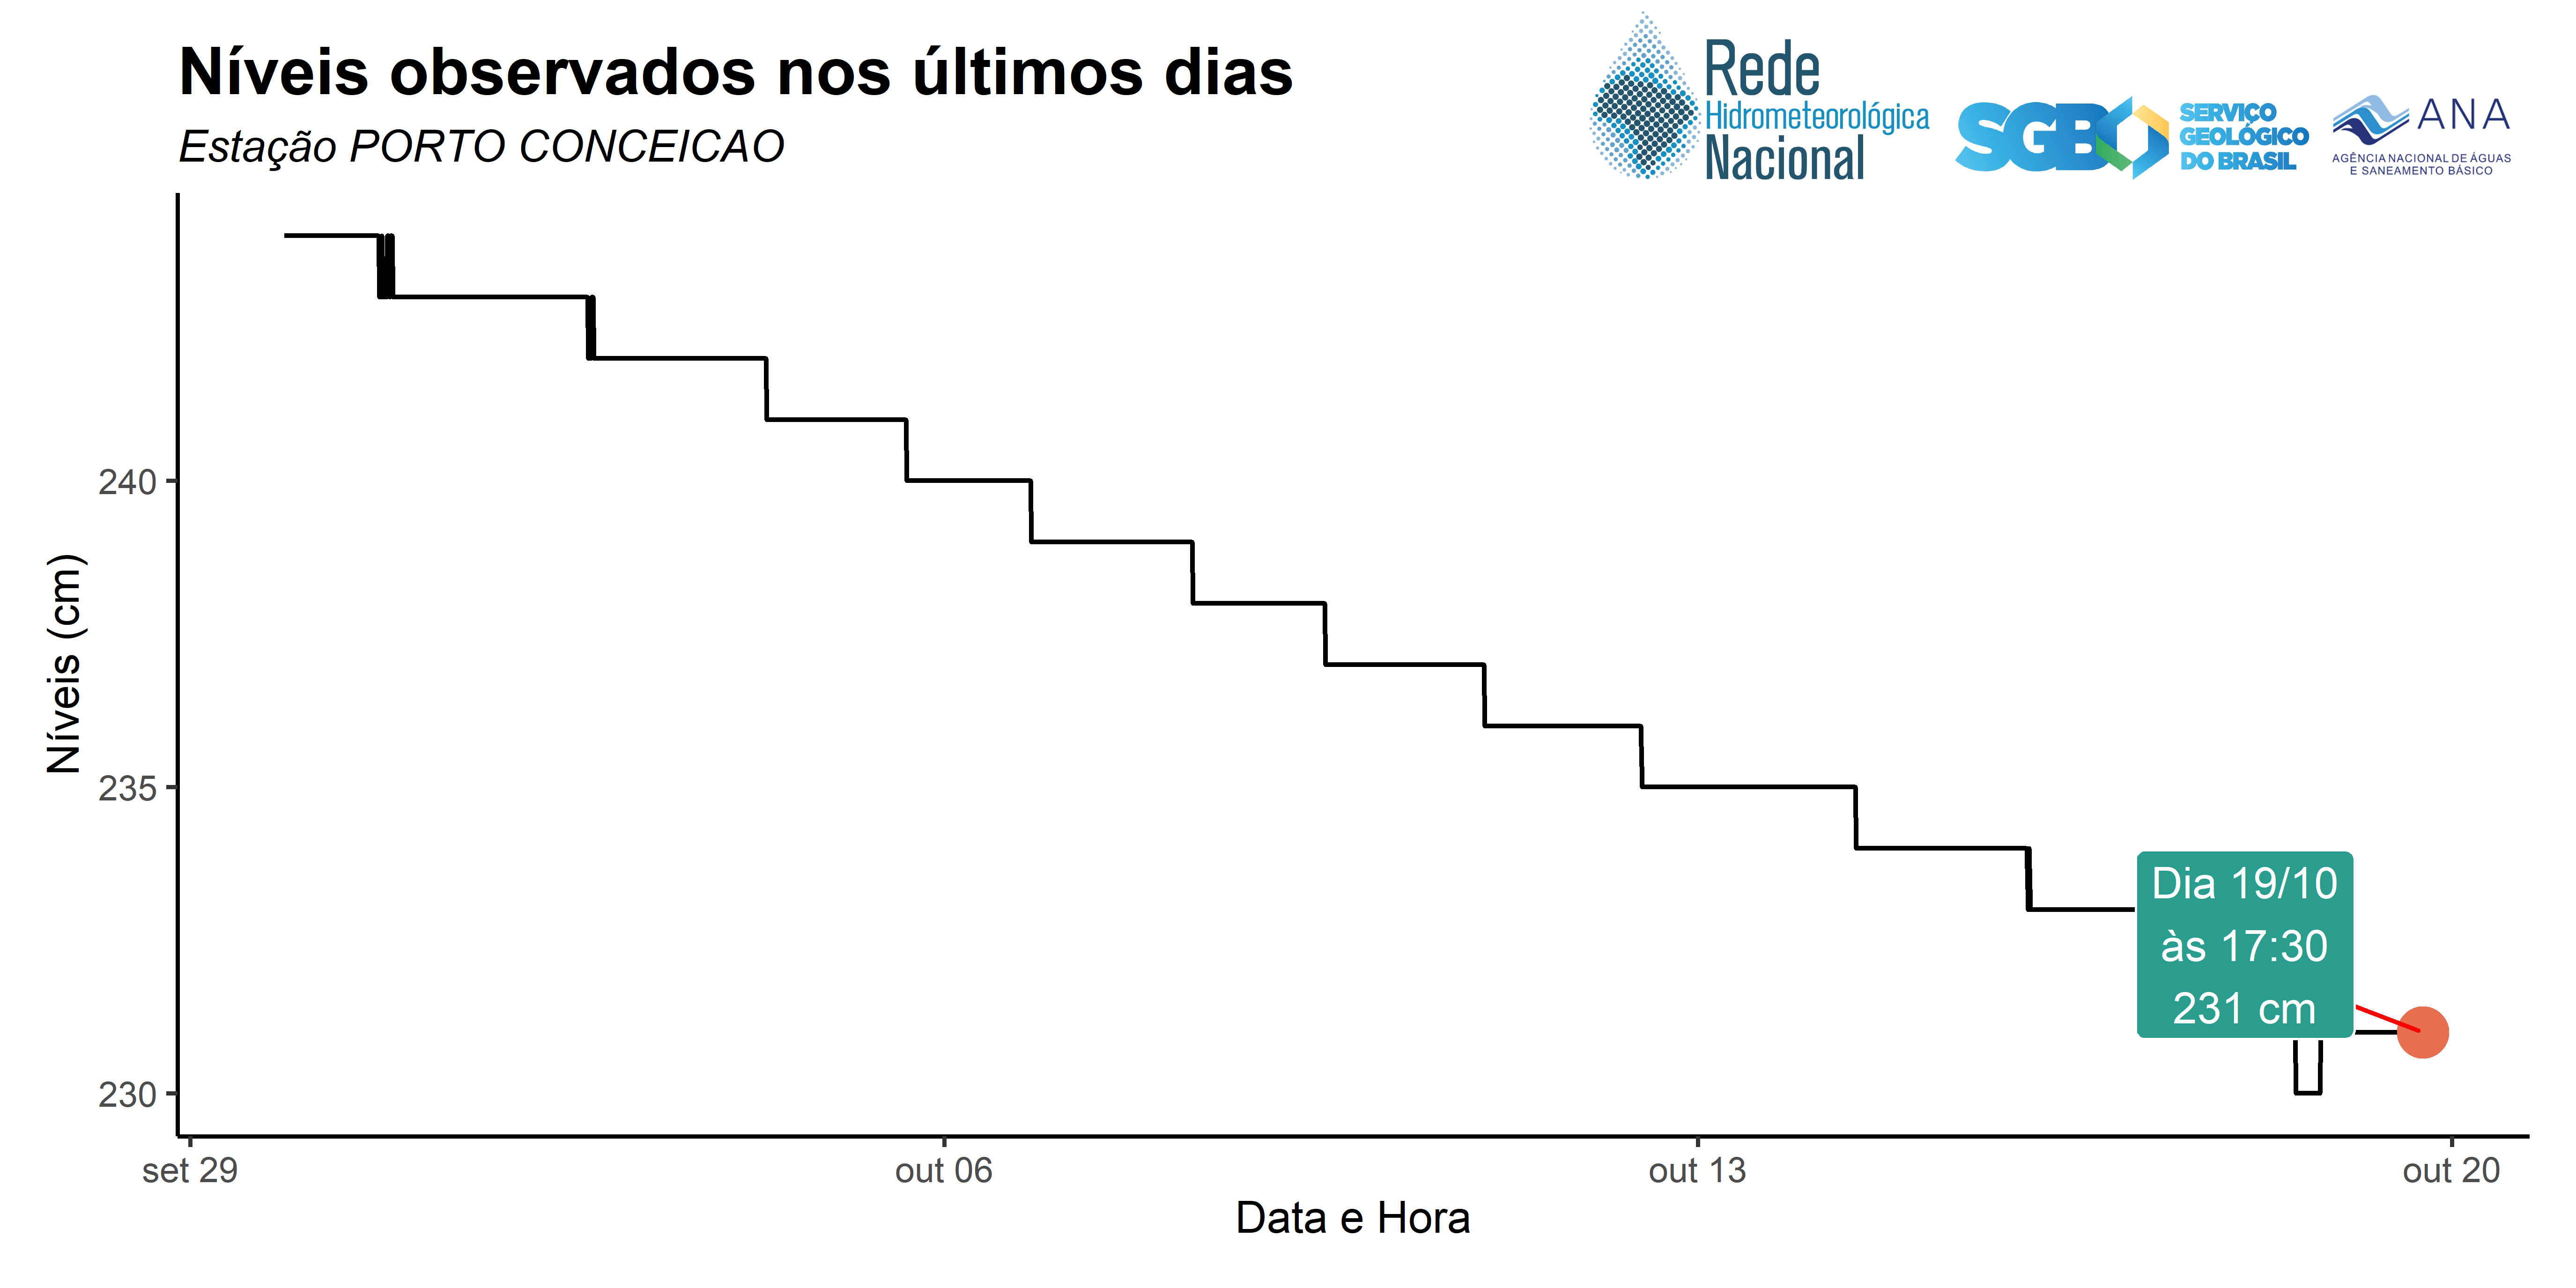 Níveis observados nos últimos dias
Estação PORTO CONCEICAO
Rede
Hidrometeorológica
Nacional
SGB
SERVIÇO
GEOLÓGICO
DO BRASIL
ANA
AGÊNCIA NACIONAL DE ÁGUAS
E SANEAMENTO BÁSICO
Níveis (cm)
240
235
230
Dia 19/10
às 17:30
231 cm
set 29
out 06
out 13
out 20
Data e Hora